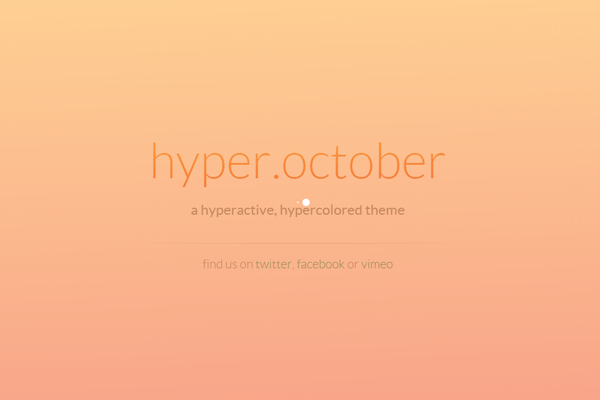 hyper.october
a hyperactive, hypercolored theme
find us on twitter, facebook or vimeo